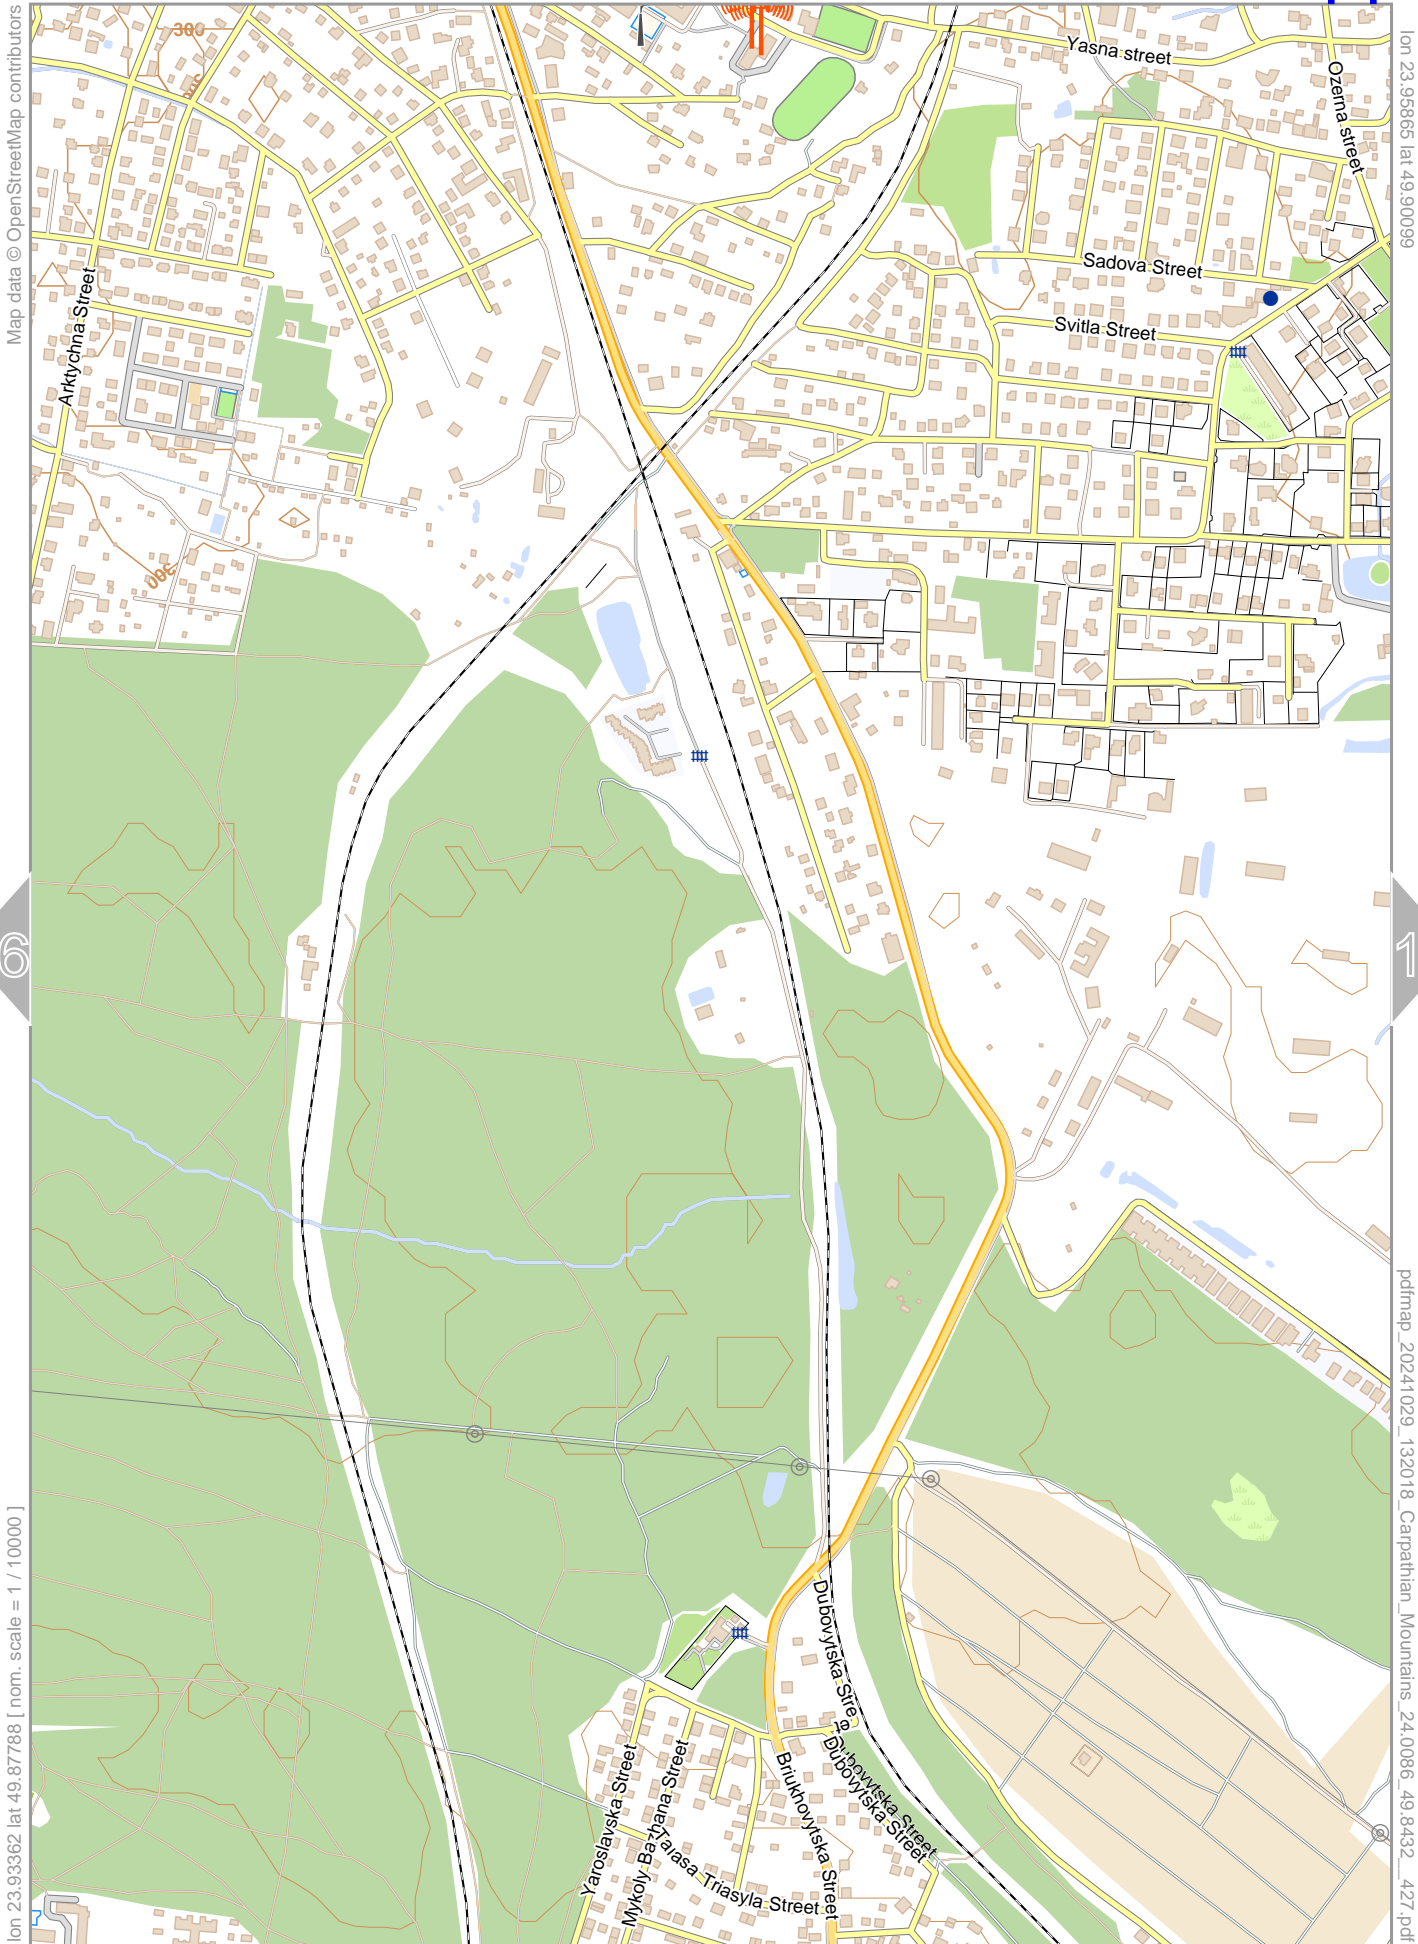 Map data © OpenStreetMap contributors
lon 23.93362 lat 49.87788 [ nom. scale = 1 / 10000 ]
lon 23.95865 lat 49.90099
pdfmap_20241029_132018_Carpathian_Mountains_24.0086_49.8432__427.pdf
6
1
300
300
Yasna street
Ozerna street
Sadova Street
Svitla Street
Arktychna Street
Dubovytska Stre
Dubovytska Street
Dubovytska Street
Briukhovytska Street
Yaroslavska Street
Mykoly Bazhana Street
Tarasa Triasyla Street